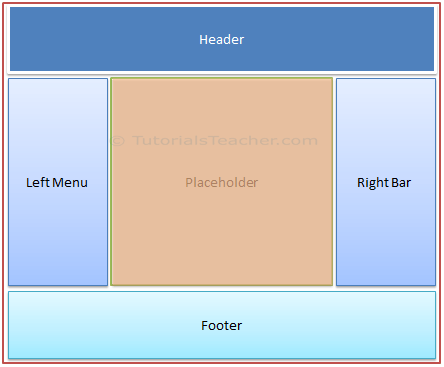 Header
© TutorialsTeacher.com
Left Menu
Placeholder
Right Bar
Footer